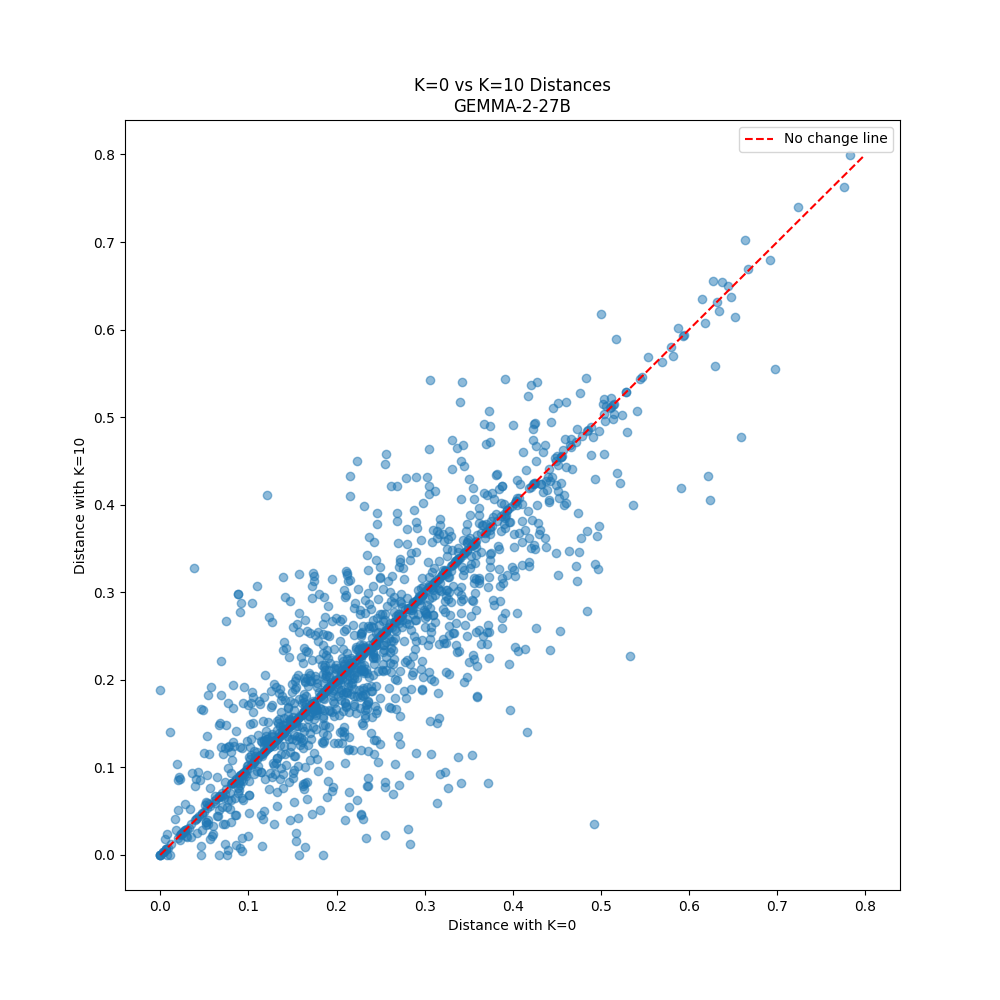 K=0 vs K=10 Distances
GEMMA-2-27B
No change line
Distance with K=10
0.8
0.7
0.6
0.5
0.4
0.3
0.2
0.1
0.0
0.0 0.1 0.2 0.3 0.4 0.5 0.6 0.7 0.8
Distance with K=0